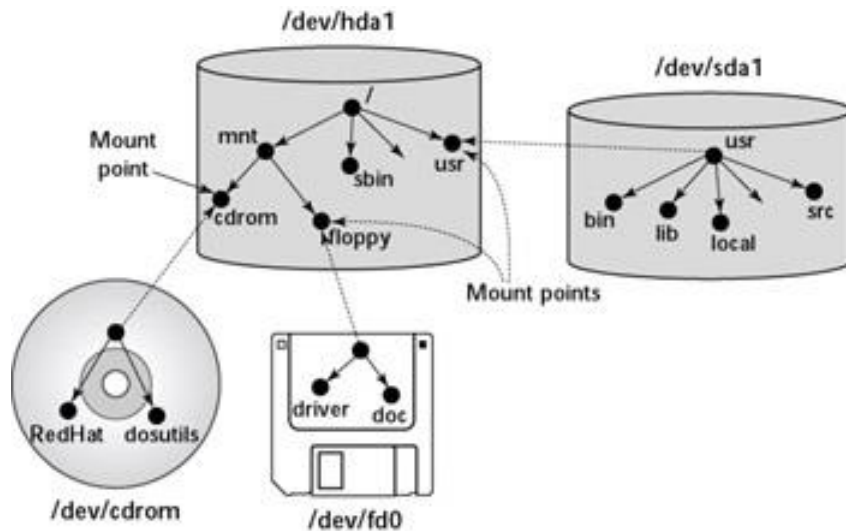 /dev/hda1
/dev/sda1
/
mnt
usr
sbin
Mount
point
cdrom
floppy
usr
bin
lib
local
src
Mount points
RedHat
dosutils
driver
doc
/dev/cdrom
/dev/fd0